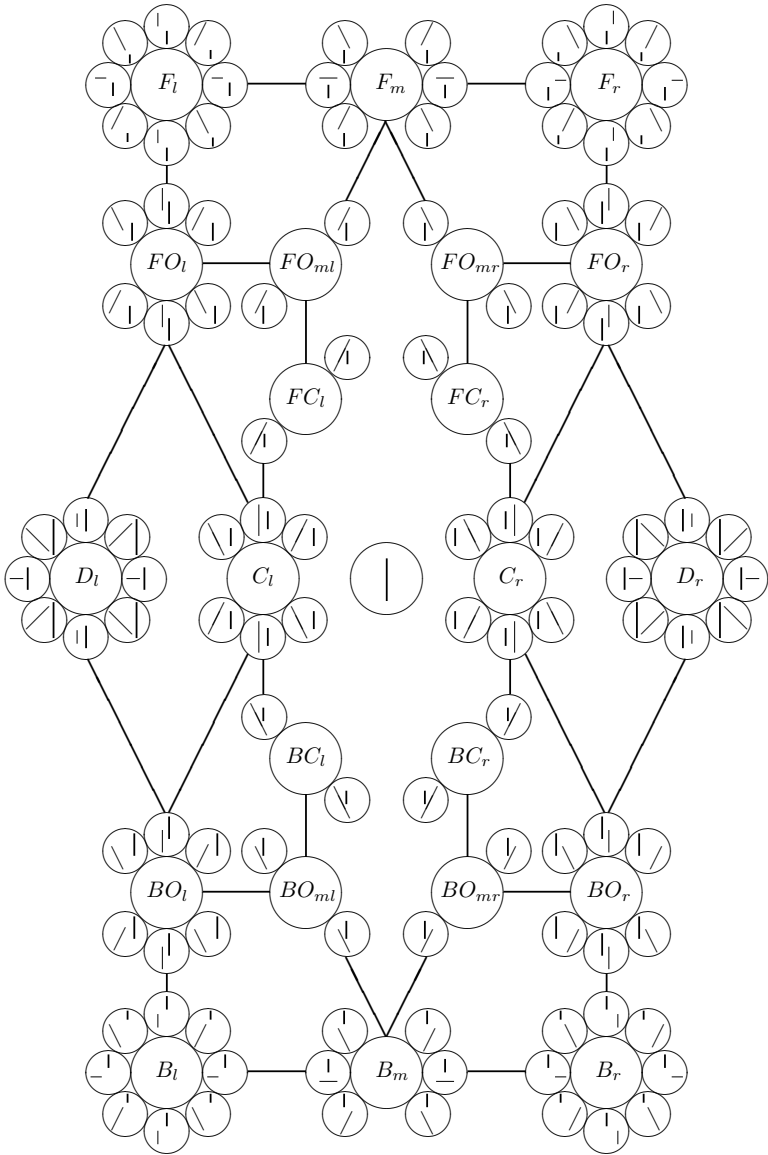 F_l F_m F_r
FO_l FO_ml FO_mr FO_r
FC_l FC_r
D_l C_l C_r D_r
BC_l BC_r
BO_l BO_ml BO_mr BO_r
B_l B_m B_r